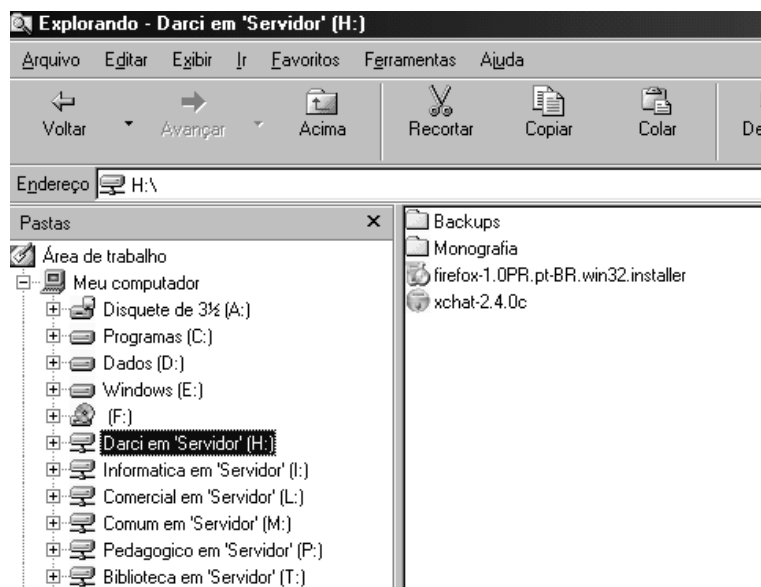 Explorando - Darci em 'Servidor' (H:)
Arquivo Editar Exibir Ir Favoritos Ferramentas Ajuda
Voltar Avançar Acima Recortar Copiar Colar De
Endereço H:\
Pastas
Área de trabalho
Meu computador
Disquete de 3½ (A:)
Programas (C:)
Dados (D:)
Windows (E:)
(F:)
Darci em 'Servidor' (H:)
Informatica em 'Servidor' (I:)
Comercial em 'Servidor' (L:)
Comum em 'Servidor' (M:)
Pedagogico em 'Servidor' (P:)
Biblioteca em 'Servidor' (T:)
Backups
Monografia
firefox-1.0PR.pt-BR.win32.installer
xchat-2.4.0c